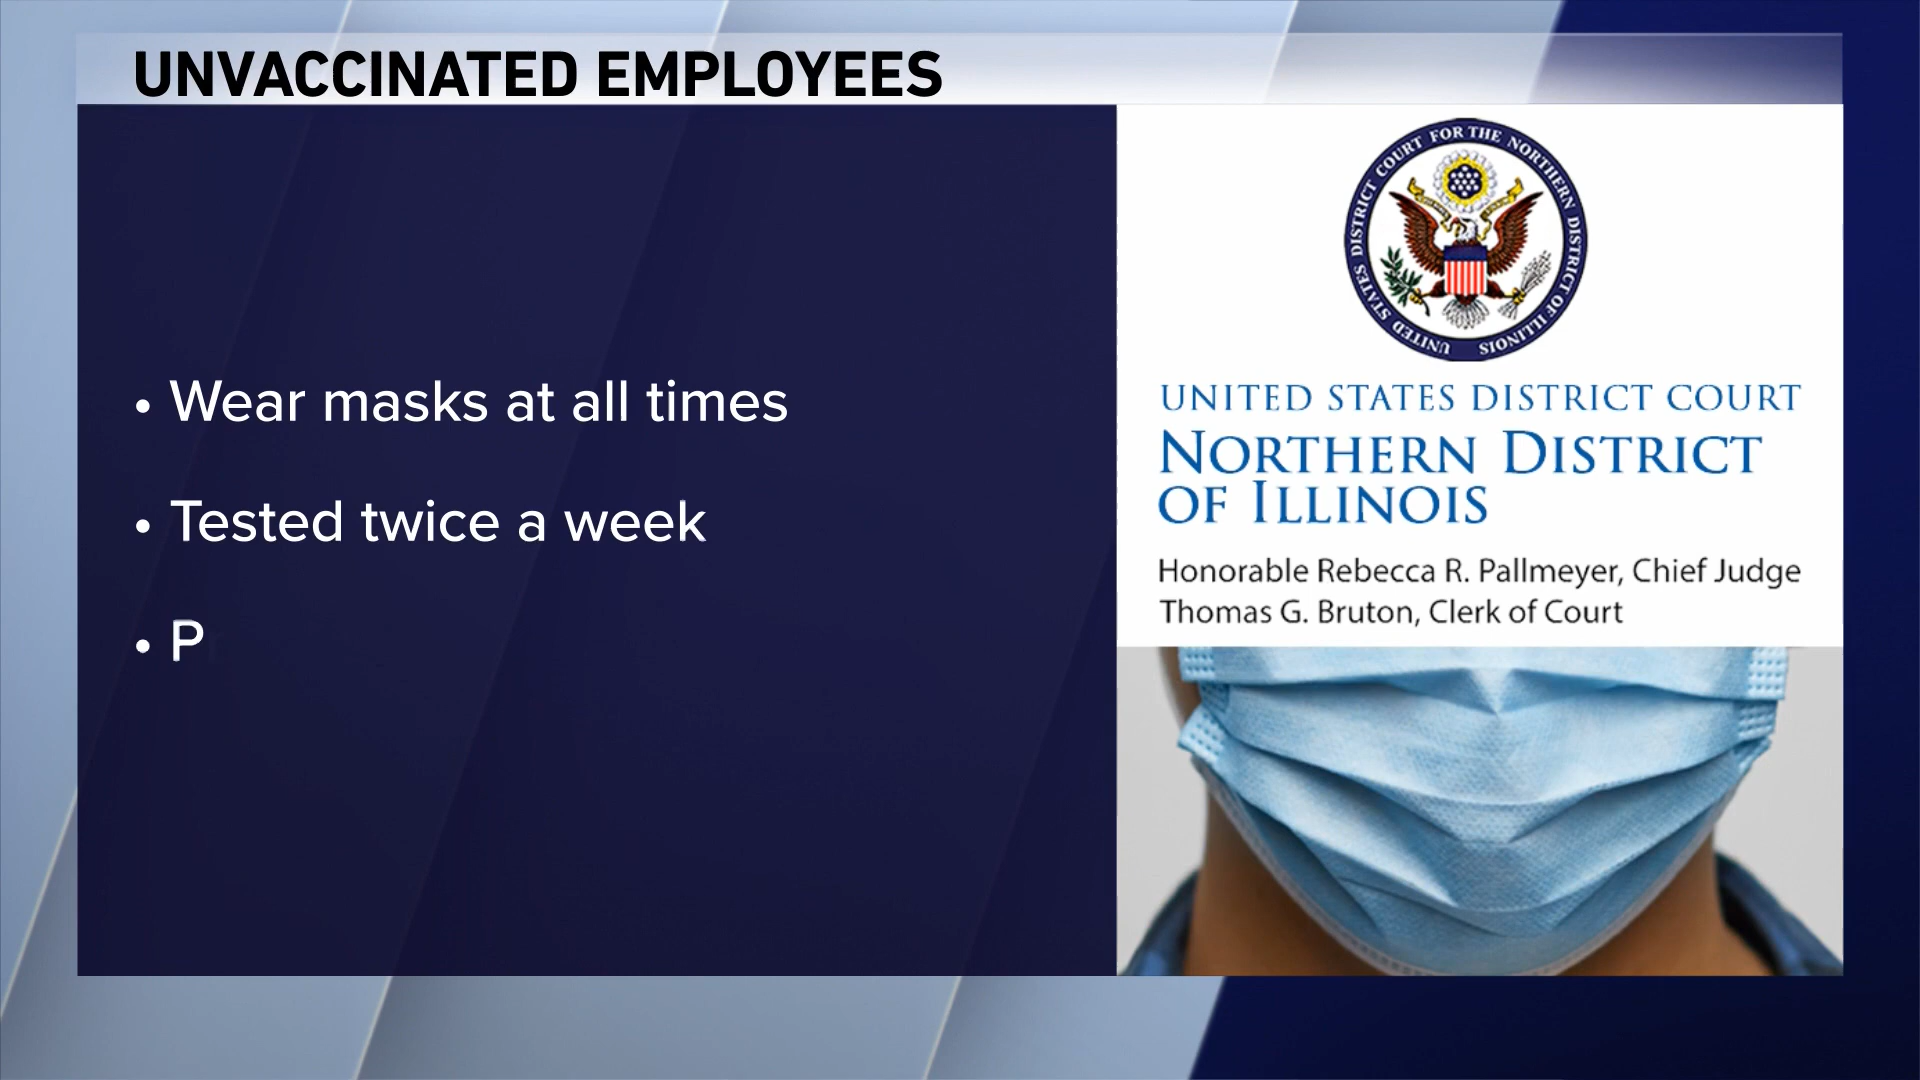 UNVACCINATED EMPLOYEES
• Wear masks at all times
• Tested twice a week
• P
UNITED STATES DISTRICT COURT FOR THE NORTHERN DISTRICT OF ILLINOIS
UNITED STATES DISTRICT COURT
NORTHERN DISTRICT
OF ILLINOIS
Honorable Rebecca R. Pallmeyer, Chief Judge
Thomas G. Bruton, Clerk of Court